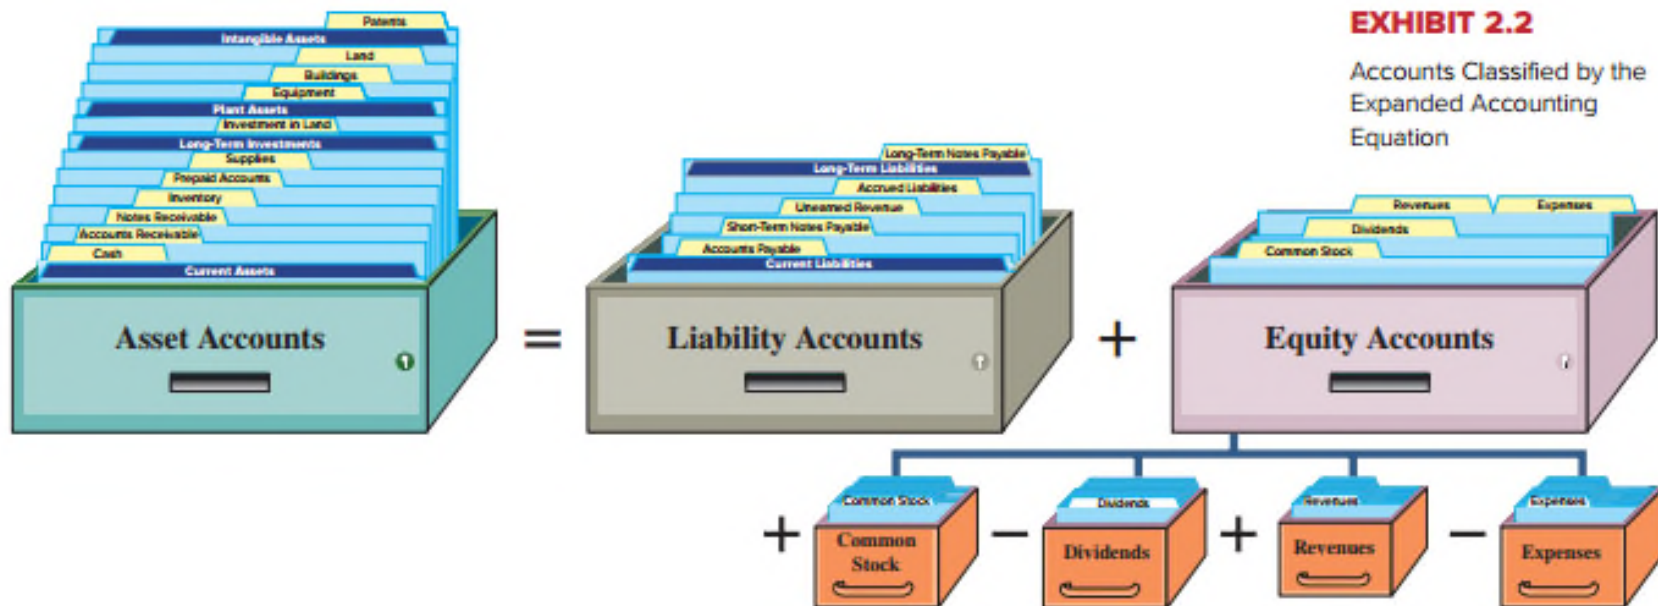 EXHIBIT 2.2
Accounts Classified by the
Expanded Accounting
Equation
Patents
Intangible Assets
Land
Buildings
Equipment
Plant Assets
Investment in Land
Long-Term Investments
Supplies
Prepaid Accounts
Inventory
Notes Receivable
Accounts Receivable
Cash
Current Assets
Asset Accounts
=
Long-Term Notes Payable
Long-Term Liabilities
Accrued Liabilities
Unearned Revenue
Short-Term Notes Payable
Accounts Payable
Current Liabilities
Liability Accounts
+
Revenues Expenses
Dividends
Common Stock
Equity Accounts
+
Common Stock
Common
Stock
−
Dividends
Dividends
+
Revenues
Revenues
−
Expenses
Expenses